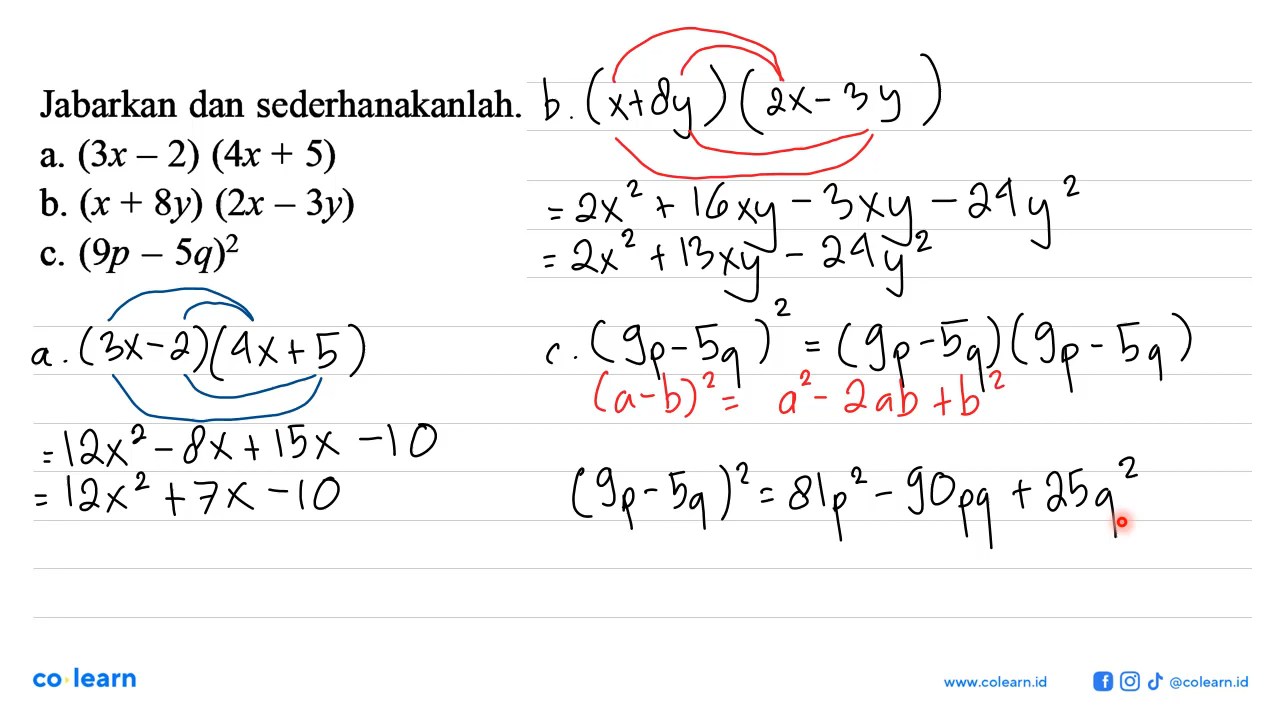 Jabarkan dan sederhanakanlah.
a. (3x – 2) (4x + 5)
b. (x + 8y) (2x – 3y)
c. (9p – 5q)²
a. (3x - 2)(4x + 5)
= 12x² - 8x + 15x - 10
= 12x² + 7x - 10
b. (x + 8y)(2x - 3y)
= 2x² + 16xy - 3xy - 24y²
= 2x² + 13xy - 24y²
c. (9p - 5q)² = (9p - 5q)(9p - 5q)
(a - b)² = a² - 2ab + b²
(9p - 5q)² = 81p² - 90pq + 25q²
co·learn
www.colearn.id
@colearn.id